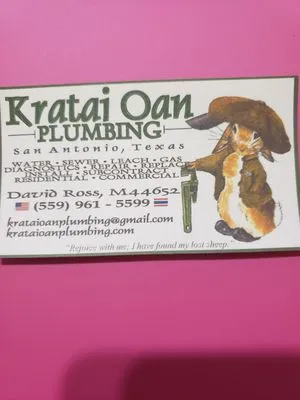 Kratai Oan
PLUMBING
San Antonio, Texas
WATER • SEWER • LEACH • GAS
DIAGNOSTICS • REPAIR • REPLACE
INSTALL • SUBCONTRACT
RESIDENTIAL • COMMERCIAL
David Ross, M44652
(559) 961 - 5599
krataioanplumbing@gmail.com
krataioanplumbing.com
"Rejoice with me; I have found my lost sheep."